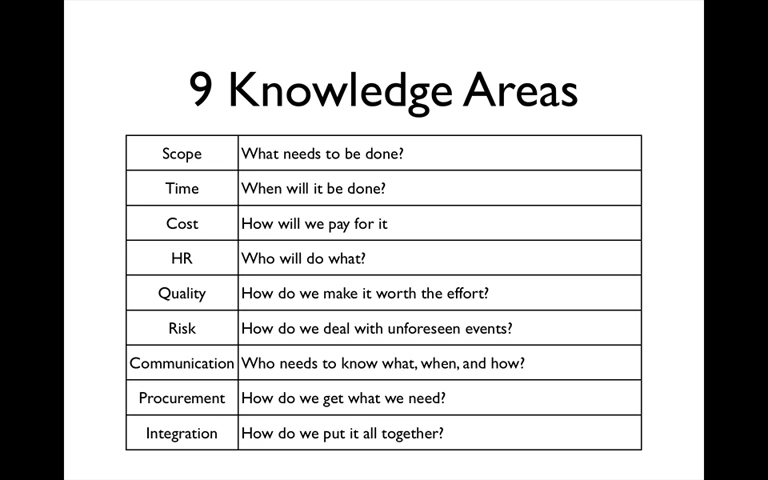 9 Knowledge Areas
Scope What needs to be done?
Time When will it be done?
Cost How will we pay for it
HR Who will do what?
Quality How do we make it worth the effort?
Risk How do we deal with unforeseen events?
Communication Who needs to know what, when, and how?
Procurement How do we get what we need?
Integration How do we put it all together?